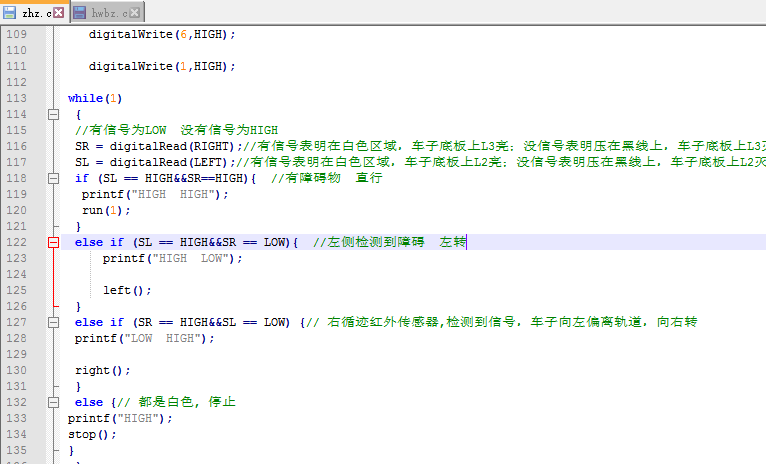 zhz.c hwbz.c
109 digitalWrite(6,HIGH);
110
111 digitalWrite(1,HIGH);
112
113 while(1)
114 {
115 //有信号为LOW 没有信号为HIGH
116 SR = digitalRead(RIGHT);//有信号表明在白色区域，车子底板上L3亮；没信号表明压在黑线上，车子底板上L3灭
117 SL = digitalRead(LEFT);//有信号表明在白色区域，车子底板上L2亮；没信号表明压在黑线上，车子底板上L2灭
118 if (SL == HIGH&&SR==HIGH){ //有障碍物 直行
119 printf("HIGH HIGH");
120 run(1);
121 }
122 else if (SL == HIGH&&SR == LOW){ //左侧检测到障碍 左转
123 printf("HIGH LOW");
124
125 left();
126 }
127 else if (SR == HIGH&&SL == LOW) {// 右循迹红外传感器,检测到信号，车子向左偏离轨道，向右转
128 printf("LOW HIGH");
129
130 right();
131 }
132 else {// 都是白色, 停止
133 printf("HIGH");
134 stop();
135 }